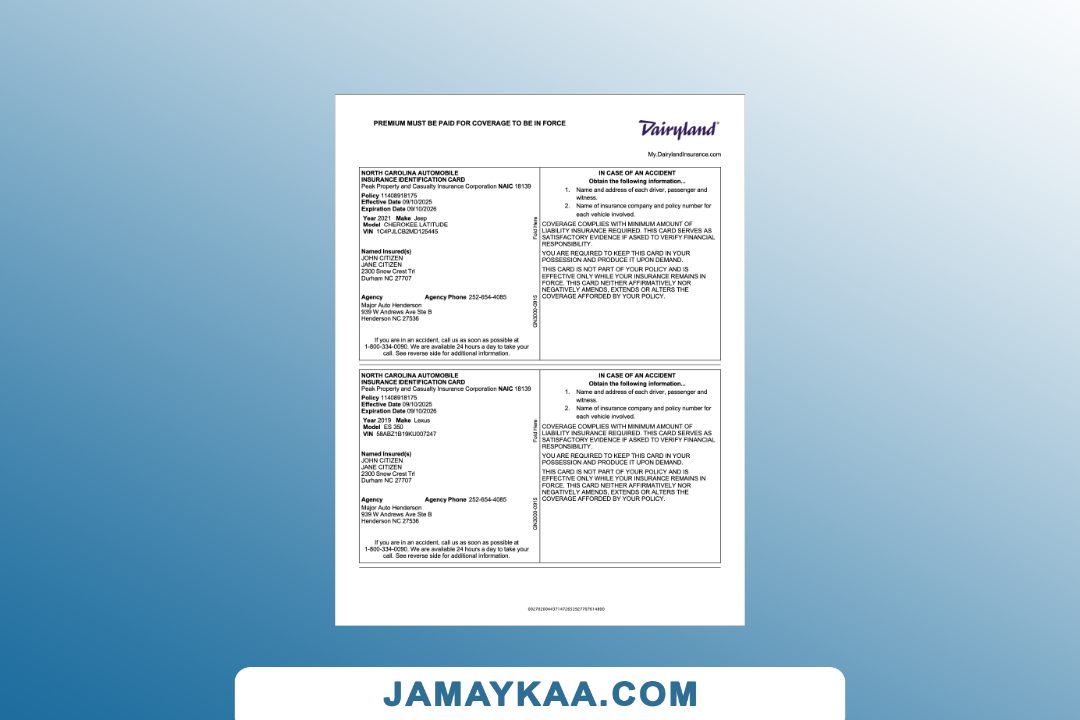 PREMIUM MUST BE PAID FOR COVERAGE TO BE IN FORCE
Dairyland®
My.DairylandInsurance.com
NORTH CAROLINA AUTOMOBILE
INSURANCE IDENTIFICATION CARD
Peak Property and Casualty Insurance Corporation NAIC 18139
Policy 11408918175
Effective Date 09/10/2025
Expiration Date 09/10/2026
Year 2021 Make Jeep
Model CHEROKEE LATITUDE
VIN 1C4PJLCB2MD125445
Named Insured(s)
JOHN CITIZEN
JANE CITIZEN
2300 Snow Crest Trl
Durham NC 27707
Agency Agency Phone 252-654-4085
Major Auto Henderson
939 W Andrews Ave Ste B
Henderson NC 27536
If you are in an accident, call us as soon as possible at
1-800-334-0090. We are available 24 hours a day to take your
call. See reverse side for additional information.
Fold Here
IN CASE OF AN ACCIDENT
Obtain the following information...
1. Name and address of each driver, passenger and
witness.
2. Name of insurance company and policy number for
each vehicle involved.
COVERAGE COMPLIES WITH MINIMUM AMOUNT OF
LIABILITY INSURANCE REQUIRED. THIS CARD SERVES AS
SATISFACTORY EVIDENCE IF ASKED TO VERIFY FINANCIAL
RESPONSIBILITY.
YOU ARE REQUIRED TO KEEP THIS CARD IN YOUR
POSSESSION AND PRODUCE IT UPON DEMAND.
THIS CARD IS NOT PART OF YOUR POLICY AND IS
EFFECTIVE ONLY WHILE YOUR INSURANCE REMAINS IN
FORCE. THIS CARD NEITHER AFFIRMATIVELY NOR
NEGATIVELY AMENDS, EXTENDS OR ALTERS THE
COVERAGE AFFORDED BY YOUR POLICY.
NORTH CAROLINA AUTOMOBILE
INSURANCE IDENTIFICATION CARD
Peak Property and Casualty Insurance Corporation NAIC 18139
Policy 11408918175
Effective Date 09/10/2025
Expiration Date 09/10/2026
Year 2019 Make Lexus
Model ES 350
VIN 58ABZ1B19KU007247
Named Insured(s)
JOHN CITIZEN
JANE CITIZEN
2300 Snow Crest Trl
Durham NC 27707
Agency Agency Phone 252-654-4085
Major Auto Henderson
939 W Andrews Ave Ste B
Henderson NC 27536
If you are in an accident, call us as soon as possible at
1-800-334-0090. We are available 24 hours a day to take your
call. See reverse side for additional information.
Fold Here
IN CASE OF AN ACCIDENT
Obtain the following information...
1. Name and address of each driver, passenger and
witness.
2. Name of insurance company and policy number for
each vehicle involved.
COVERAGE COMPLIES WITH MINIMUM AMOUNT OF
LIABILITY INSURANCE REQUIRED. THIS CARD SERVES AS
SATISFACTORY EVIDENCE IF ASKED TO VERIFY FINANCIAL
RESPONSIBILITY.
YOU ARE REQUIRED TO KEEP THIS CARD IN YOUR
POSSESSION AND PRODUCE IT UPON DEMAND.
THIS CARD IS NOT PART OF YOUR POLICY AND IS
EFFECTIVE ONLY WHILE YOUR INSURANCE REMAINS IN
FORCE. THIS CARD NEITHER AFFIRMATIVELY NOR
NEGATIVELY AMENDS, EXTENDS OR ALTERS THE
COVERAGE AFFORDED BY YOUR POLICY.
JAMAYKAA.COM